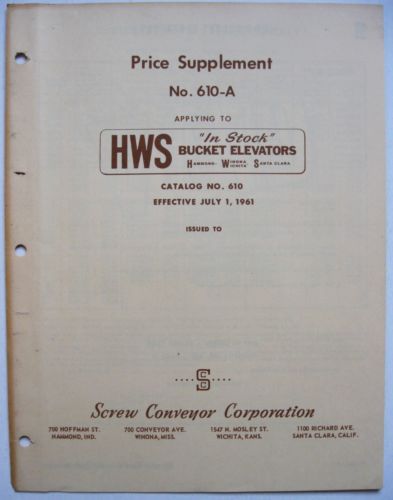 Price Supplement
No. 610-A
APPLYING TO
HWS "In Stock"
BUCKET ELEVATORS
HAMMOND · WINONA WICHITA · SANTA CLARA
CATALOG NO. 610
EFFECTIVE JULY 1, 1961
ISSUED TO
S C C
Screw Conveyor Corporation
700 HOFFMAN ST. 700 CONVEYOR AVE. 1547 N. MOSLEY ST. 1100 RICHARD AVE.
HAMMOND, IND. WINONA, MISS. WICHITA, KANS. SANTA CLARA, CALIF.